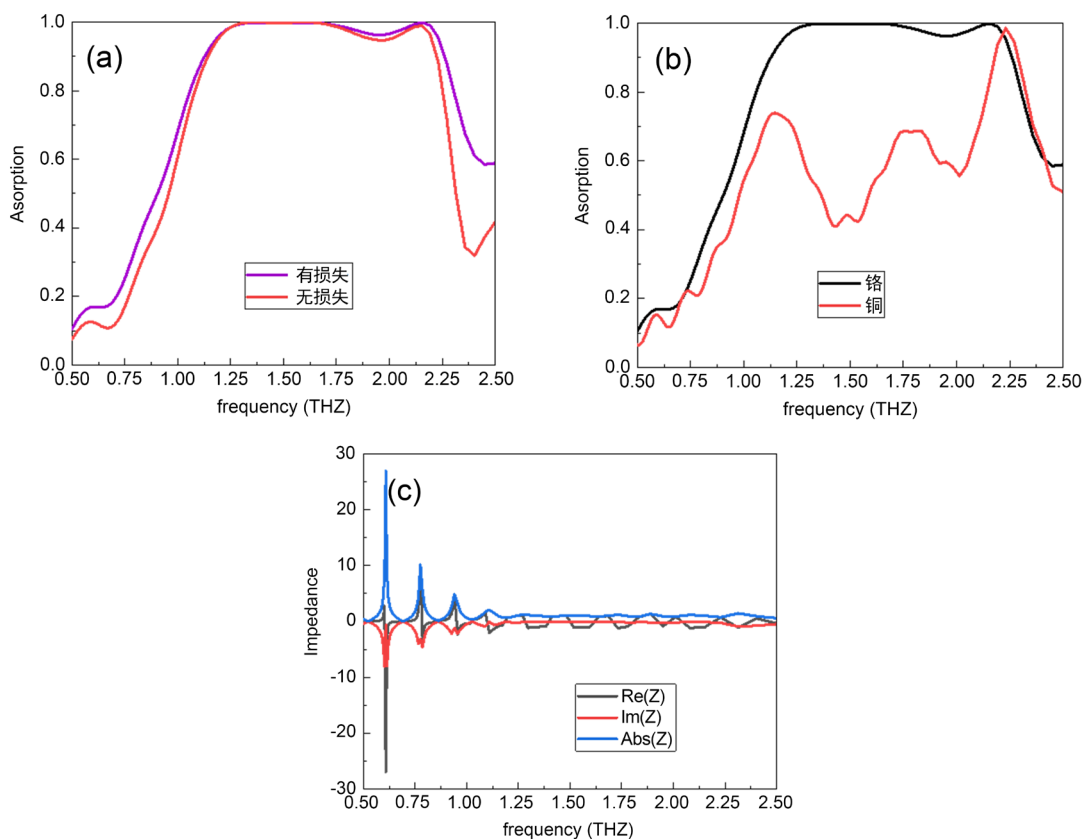 (a)
Asorption
1.0
0.8
0.6
0.4
0.2
0.0
有损失
无损失
0.50 0.75 1.00 1.25 1.50 1.75 2.00 2.25 2.50
frequency (THZ)
(b)
Asorption
1.0
0.8
0.6
0.4
0.2
0.0
铬
铜
0.50 0.75 1.00 1.25 1.50 1.75 2.00 2.25 2.50
frequency (THZ)
(c)
Impedance
30
20
10
0
-10
-20
-30
Re(Z)
Im(Z)
Abs(Z)
0.50 0.75 1.00 1.25 1.50 1.75 2.00 2.25 2.50
frequency (THZ)